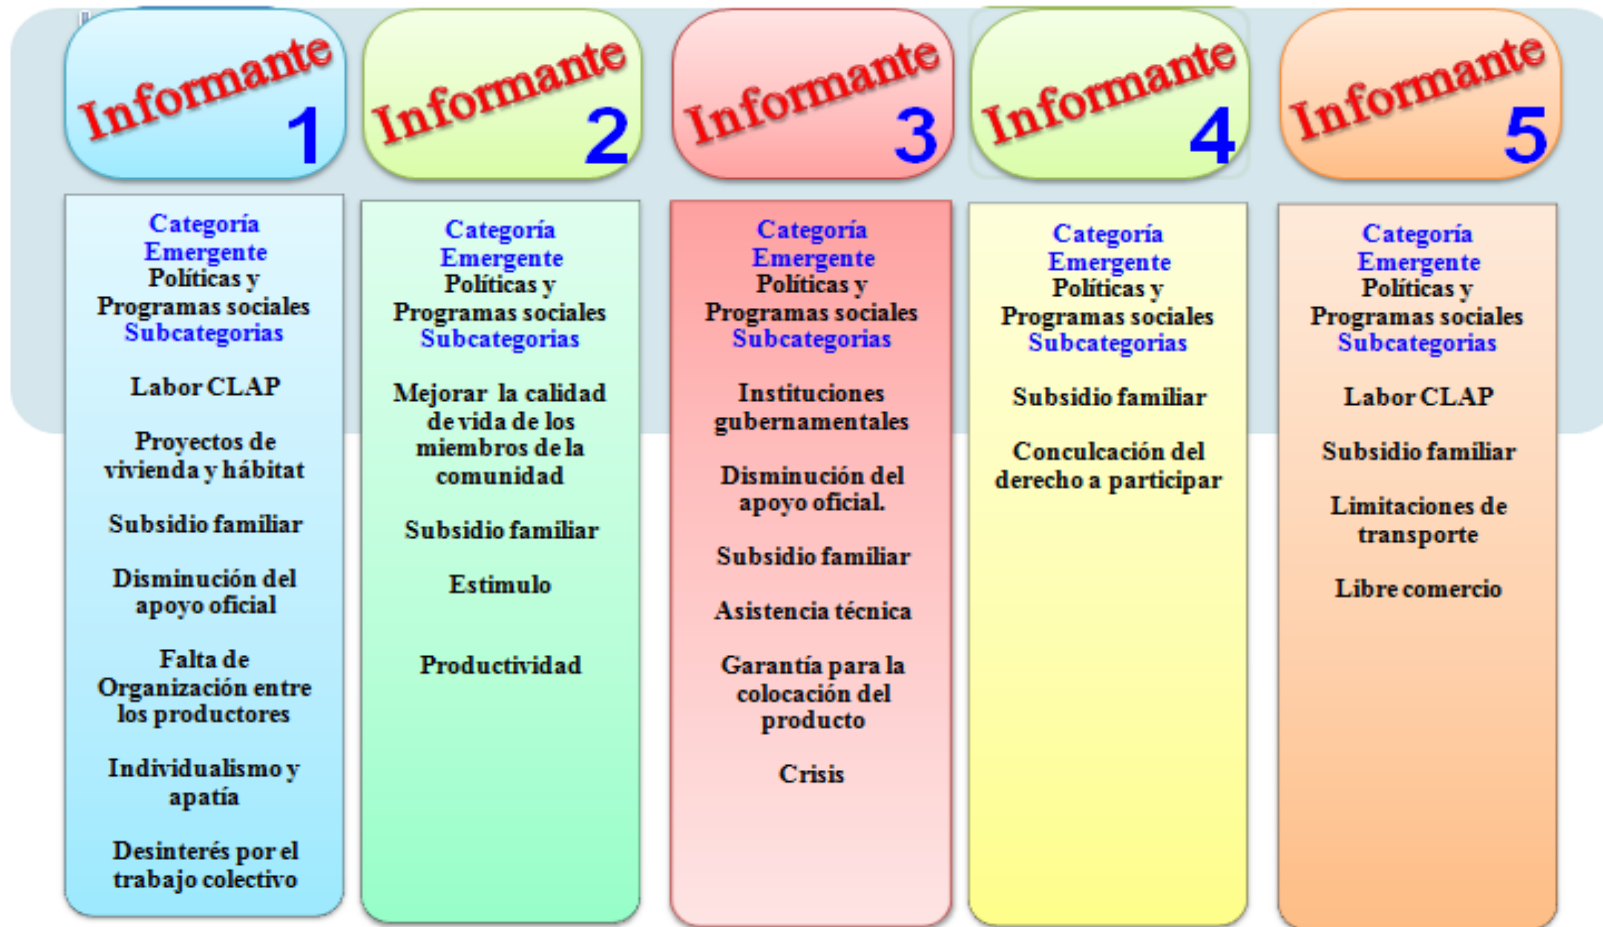 Informante
1
Categoría
Emergente
Políticas y
Programas sociales
Subcategorias
Labor CLAP
Proyectos de
vivienda y hábitat
Subsidio familiar
Disminución del
apoyo oficial
Falta de
Organización entre
los productores
Individualismo y
apatía
Desinterés por el
trabajo colectivo
Informante
2
Categoría
Emergente
Políticas y
Programas sociales
Subcategorias
Mejorar la calidad
de vida de los
miembros de la
comunidad
Subsidio familiar
Estimulo
Productividad
Informante
3
Categoría
Emergente
Políticas y
Programas sociales
Subcategorias
Instituciones
gubernamentales
Disminución del
apoyo oficial.
Subsidio familiar
Asistencia técnica
Garantía para la
colocación del
producto
Crisis
Informante
4
Categoría
Emergente
Políticas y
Programas sociales
Subcategorias
Subsidio familiar
Conculcación del
derecho a participar
Informante
5
Categoría
Emergente
Políticas y
Programas sociales
Subcategorias
Labor CLAP
Subsidio familiar
Limitaciones de
transporte
Libre comercio